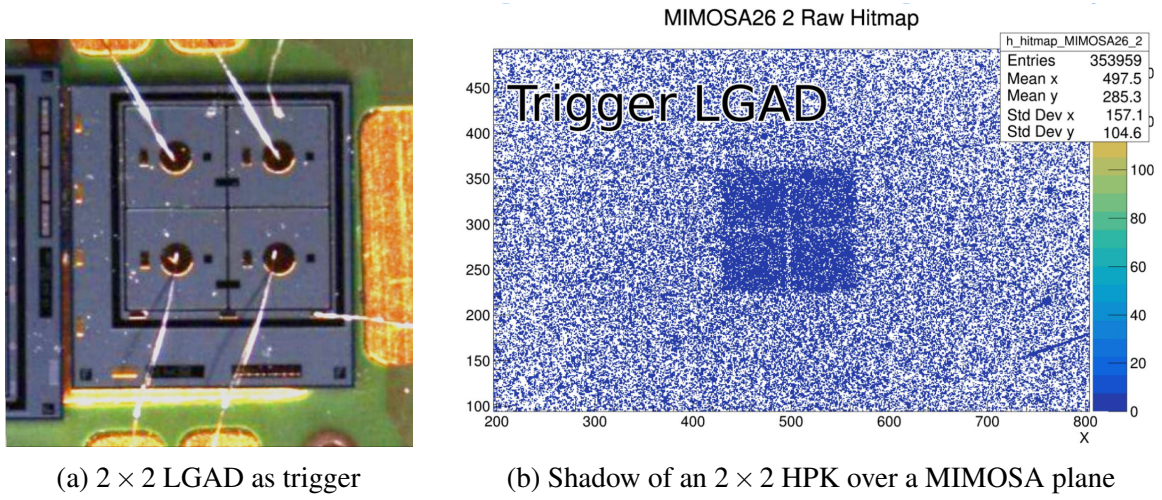 MIMOSA26 2 Raw Hitmap
h_hitmap_MIMOSA26_2
Entries 353959
Mean x 497.5
Mean y 285.3
Std Dev x 157.1
Std Dev y 104.6
Trigger LGAD
450
400
350
300
250
200
150
100
200 300 400 500 600 700 800
X
100
80
60
40
20
0
(a) 2 × 2 LGAD as trigger
(b) Shadow of an 2 × 2 HPK over a MIMOSA plane